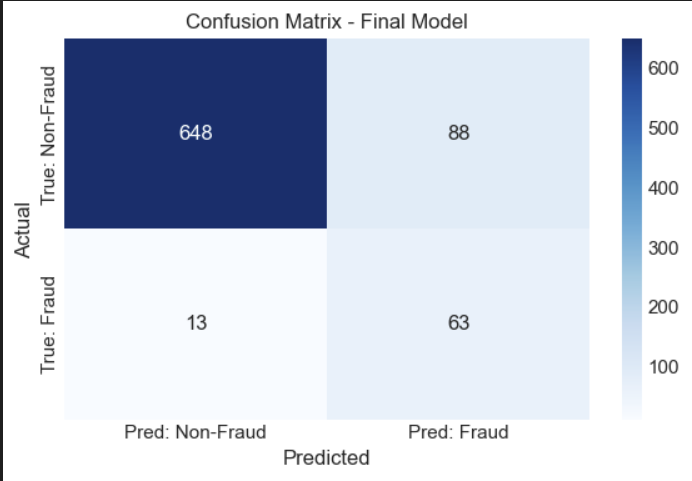 Confusion Matrix - Final Model
True: Non-Fraud
648
88
True: Fraud
13
63
Actual
Pred: Non-Fraud
Pred: Fraud
Predicted
600
500
400
300
200
100